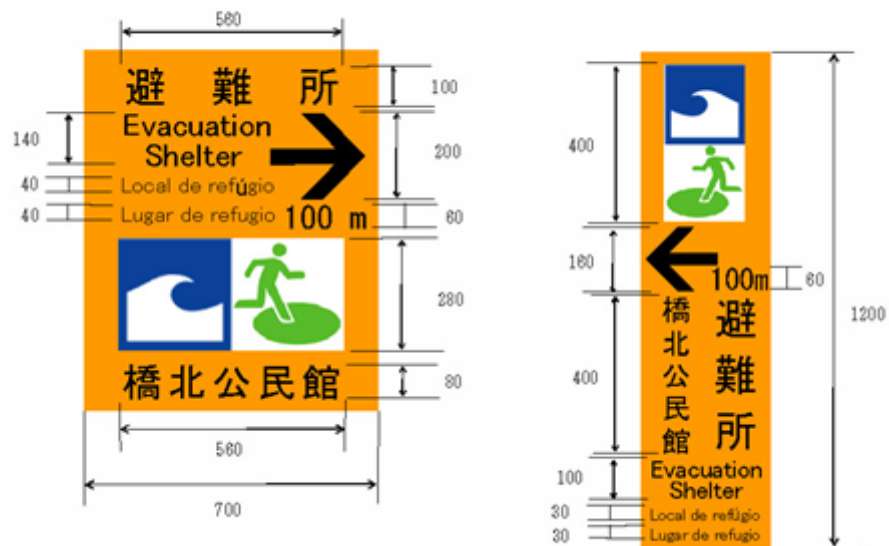 560
避難所
100
Evacuation
Shelter
140
200
40
Local de refúgio
40
Lugar de refugio
100 m
60
280
橋北公民館
80
560
700
400
160
100m
60
1200
避難所
橋北公民館
400
Evacuation
Shelter
100
30
Local de refúgio
30
Lugar de refugio